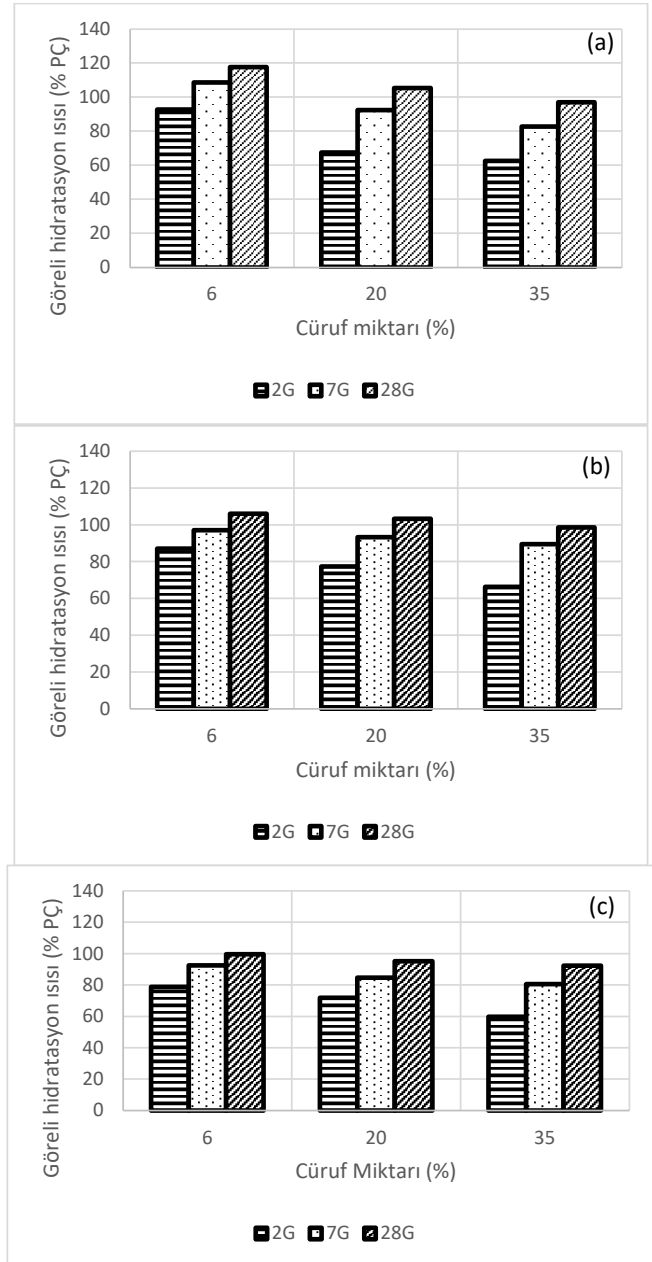 (a)
Göreli hidratasyon ısısı (% PÇ)
140
120
100
80
60
40
20
0
6 20 35
Cüruf miktarı (%)
2G 7G 28G
(b)
Göreli hidratasyon ısısı (% PÇ)
140
120
100
80
60
40
20
0
6 20 35
Cüruf miktarı (%)
2G 7G 28G
(c)
Göreli hidratasyon ısısı (% PÇ)
140
120
100
80
60
40
20
0
6 20 35
Cüruf Miktarı (%)
2G 7G 28G